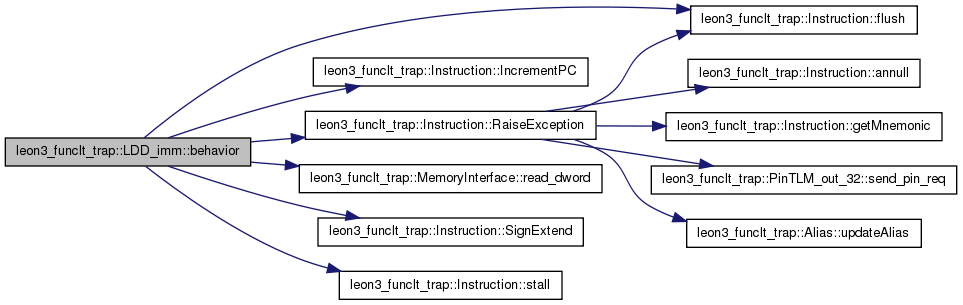 leon3_funclt_trap::Instruction::flush
leon3_funclt_trap::Instruction::IncrementPC
leon3_funclt_trap::Instruction::annull
leon3_funclt_trap::Instruction::RaiseException
leon3_funclt_trap::Instruction::getMnemonic
leon3_funclt_trap::LDD_imm::behavior
leon3_funclt_trap::MemoryInterface::read_dword
leon3_funclt_trap::PinTLM_out_32::send_pin_req
leon3_funclt_trap::Instruction::SignExtend
leon3_funclt_trap::Alias::updateAlias
leon3_funclt_trap::Instruction::stall